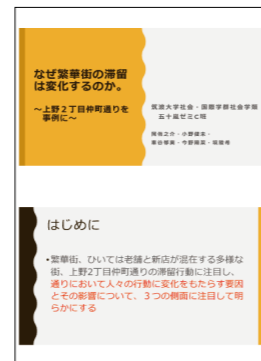 なぜ繁華街の滞留
は変化するのか。
～上野２丁目仲町通りを
事例に～
筑波大学社会・国際学群社会学類
五十嵐ゼミC班
はじめに
・繁華街、ひいては老舗と新店が混在する多様な
街、上野2丁目仲町通りの滞留行動に注目し、
通りにおいて人々の行動に変化をもたらす要因
とその影響について、３つの側面に注目して明
らかにする